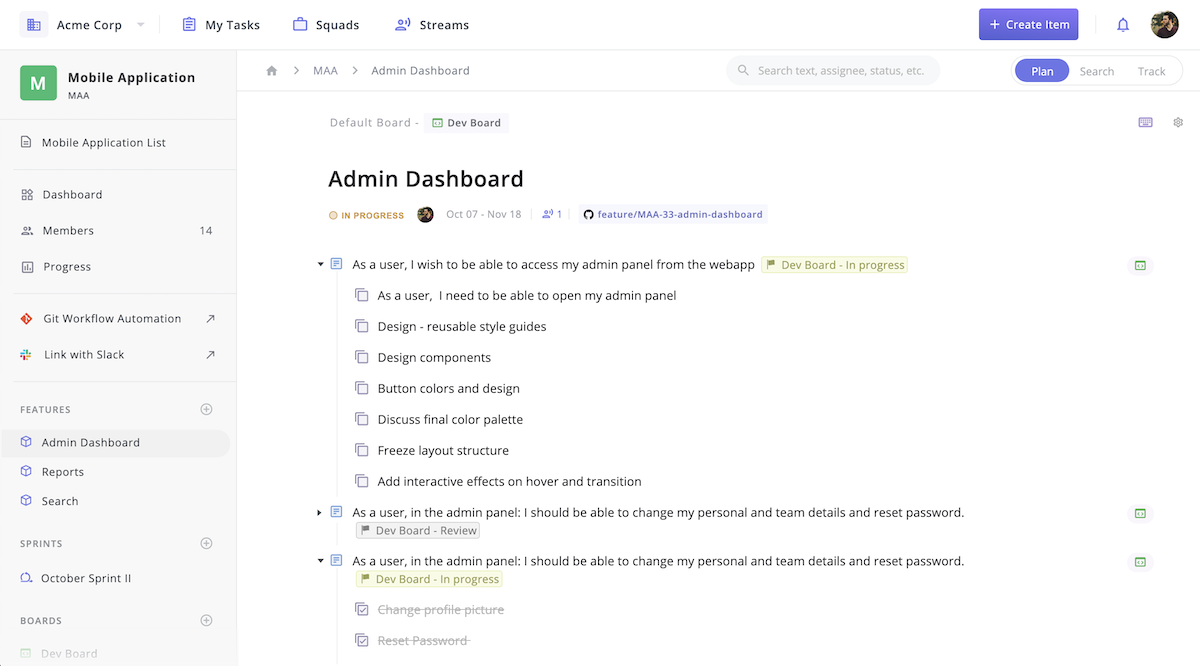 Acme Corp
My Tasks
Squads
Streams
+ Create Item
M
Mobile Application
MAA
MAA
Admin Dashboard
Search text, assignee, status, etc.
Plan
Search
Track
Mobile Application List
Dashboard
Members
14
Progress
Git Workflow Automation
Link with Slack
FEATURES
Admin Dashboard
Reports
Search
SPRINTS
October Sprint II
BOARDS
Dev Board
Default Board -
Dev Board
Admin Dashboard
IN PROGRESS
Oct 07 - Nov 18
1
feature/MAA-33-admin-dashboard
As a user, I wish to be able to access my admin panel from the webapp
Dev Board - In progress
As a user,  I need to be able to open my admin panel
Design - reusable style guides
Design components
Button colors and design
Discuss final color palette
Freeze layout structure
Add interactive effects on hover and transition
As a user, in the admin panel: I should be able to change my personal and team details and reset password.
Dev Board - Review
As a user, in the admin panel: I should be able to change my personal and team details and reset password.
Dev Board - In progress
Change profile picture
Reset Password